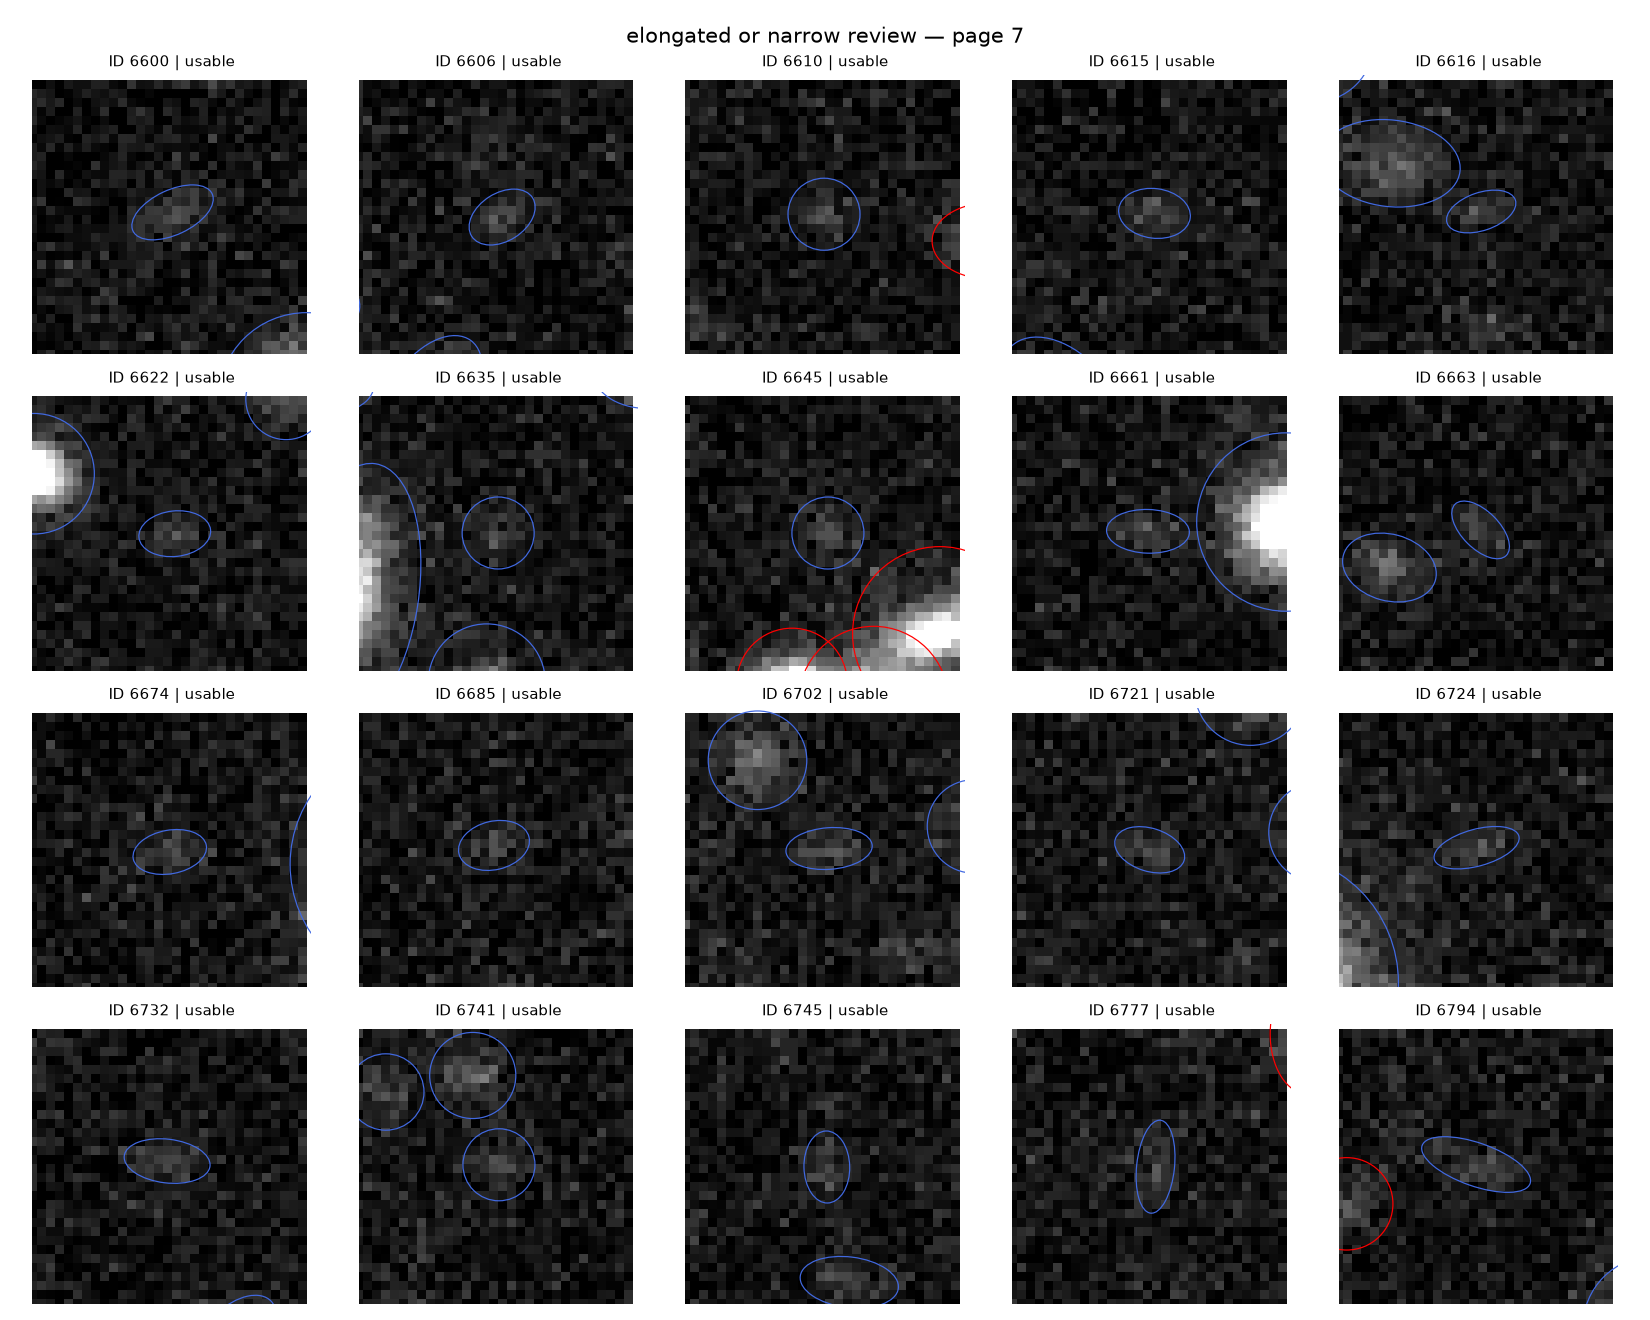 elongated or narrow review — page 7
ID 6600 | usable
ID 6606 | usable
ID 6610 | usable
ID 6615 | usable
ID 6616 | usable
ID 6622 | usable
ID 6635 | usable
ID 6645 | usable
ID 6661 | usable
ID 6663 | usable
ID 6674 | usable
ID 6685 | usable
ID 6702 | usable
ID 6721 | usable
ID 6724 | usable
ID 6732 | usable
ID 6741 | usable
ID 6745 | usable
ID 6777 | usable
ID 6794 | usable